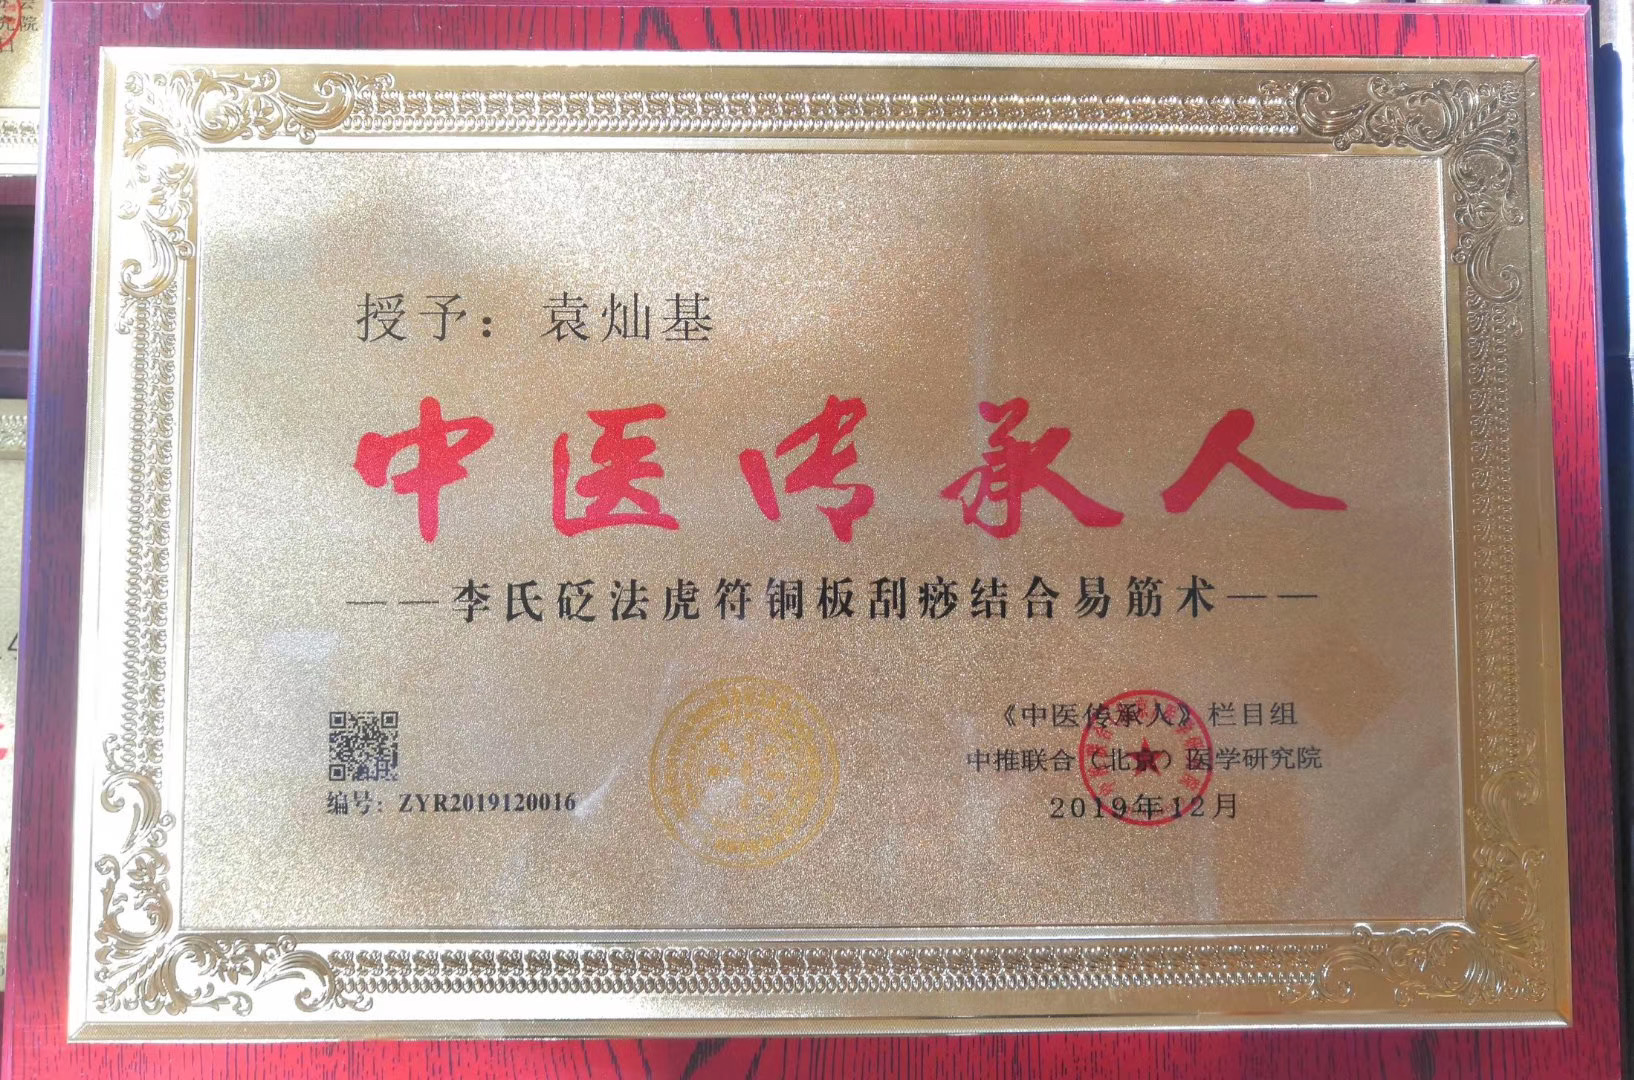 授予：袁灿基
中医传承人
——李氏砭法虎符铜板刮痧结合易筋术——
《中医传承人》栏目组
中推联合（北京）医学研究院
2019年12月
编号：ZYR2019120016